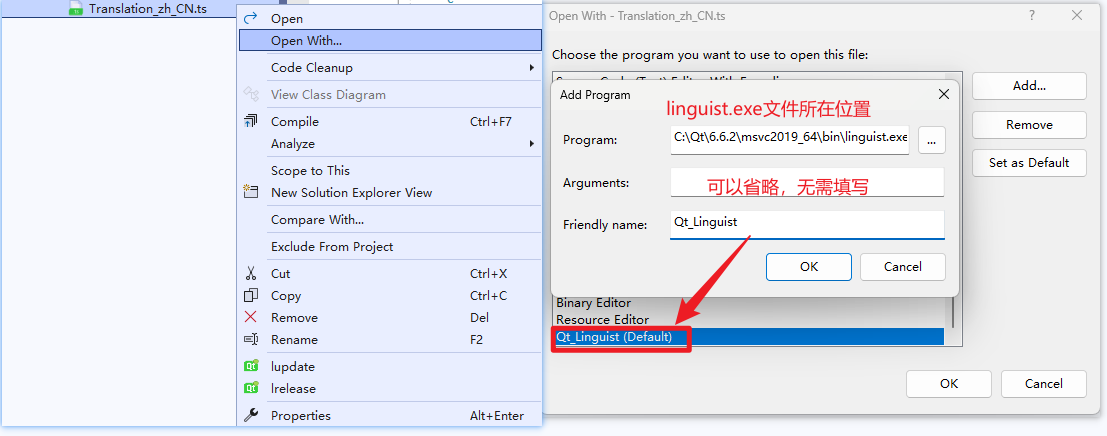 Translation_zh_CN.ts
Open
Open With...
Code Cleanup
View Class Diagram
Compile Ctrl+F7
Analyze
Scope to This
New Solution Explorer View
Compare With...
Exclude From Project
Cut Ctrl+X
Copy Ctrl+C
Remove Del
Rename F2
lupdate
lrelease
Properties Alt+Enter
Open With - Translation_zh_CN.ts
Choose the program you want to use to open this file:
Add...
Remove
Set as Default
Add Program
linguist.exe文件所在位置
Program: C:\Qt\6.6.2\msvc2019_64\bin\linguist.exe ...
Arguments: 可以省略，无需填写
Friendly name: Qt_Linguist
OK Cancel
Binary Editor
Resource Editor
Qt_Linguist (Default)
OK Cancel